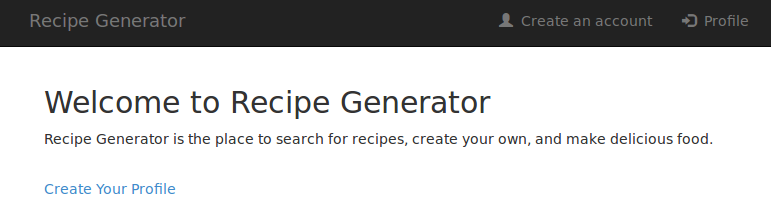 Recipe Generator
Create an account
Profile
Welcome to Recipe Generator
Recipe Generator is the place to search for recipes, create your own, and make delicious food.
Create Your Profile